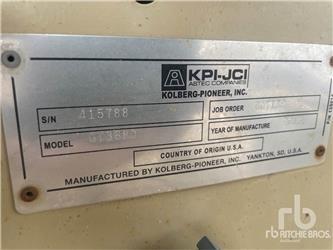 KPI-JCI
ASTEC COMPANIES
KOLBERG-PIONEER, INC.
S/N 415788
JOB ORDER
MODEL
YEAR OF MANUFACTURE
COUNTRY OF ORIGIN U.S.A.
MANUFACTURED BY KOLBERG-PIONEER, INC. YANKTON, SD. U.S.A.
rb
RITCHIE BROS.